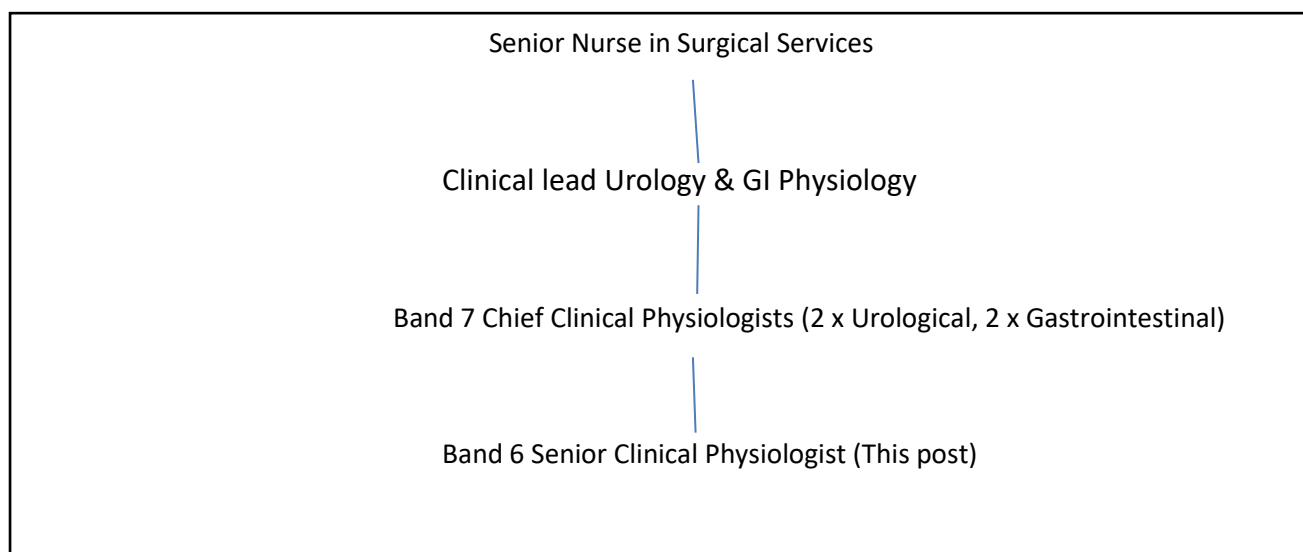 Senior Nurse in Surgical Services
Clinical lead Urology & GI Physiology
Band 7 Chief Clinical Physiologists (2 x Urological, 2 x Gastrointestinal)
Band 6 Senior Clinical Physiologist (This post)